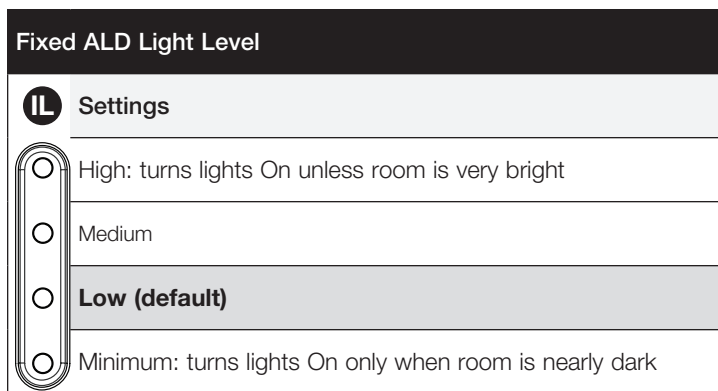 Fixed ALD Light Level
IL Settings
High: turns lights On unless room is very bright
Medium
Low (default)
Minimum: turns lights On only when room is nearly dark